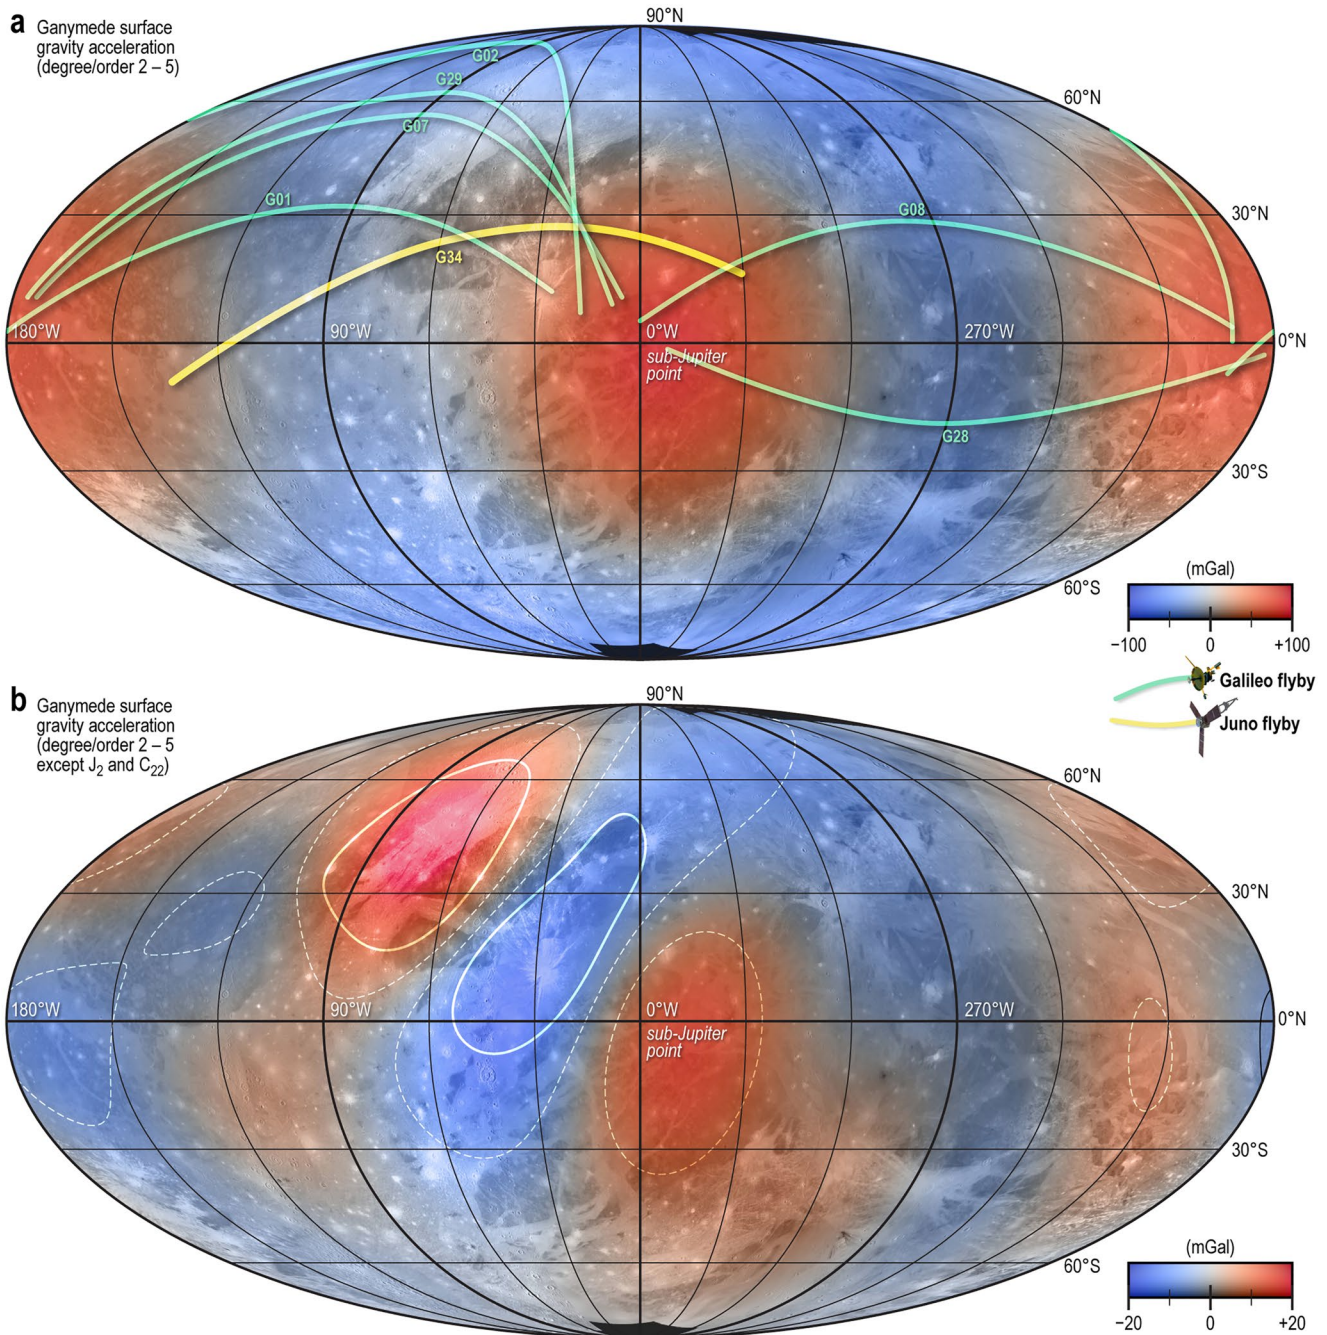 a
Ganymede surface
gravity acceleration
(degree/order 2 – 5)
90°N
G02
G29
G07
60°N
G01
G08
30°N
G34
180°W
90°W
0°W
270°W
0°N
sub-Jupiter
point
G28
30°S
60°S
(mGal)
−100 0 +100
Galileo flyby
Juno flyby
b
Ganymede surface
gravity acceleration
(degree/order 2 – 5
except J2 and C22)
90°N
60°N
30°N
180°W
90°W
0°W
270°W
0°N
sub-Jupiter
point
30°S
60°S
(mGal)
−20 0 +20